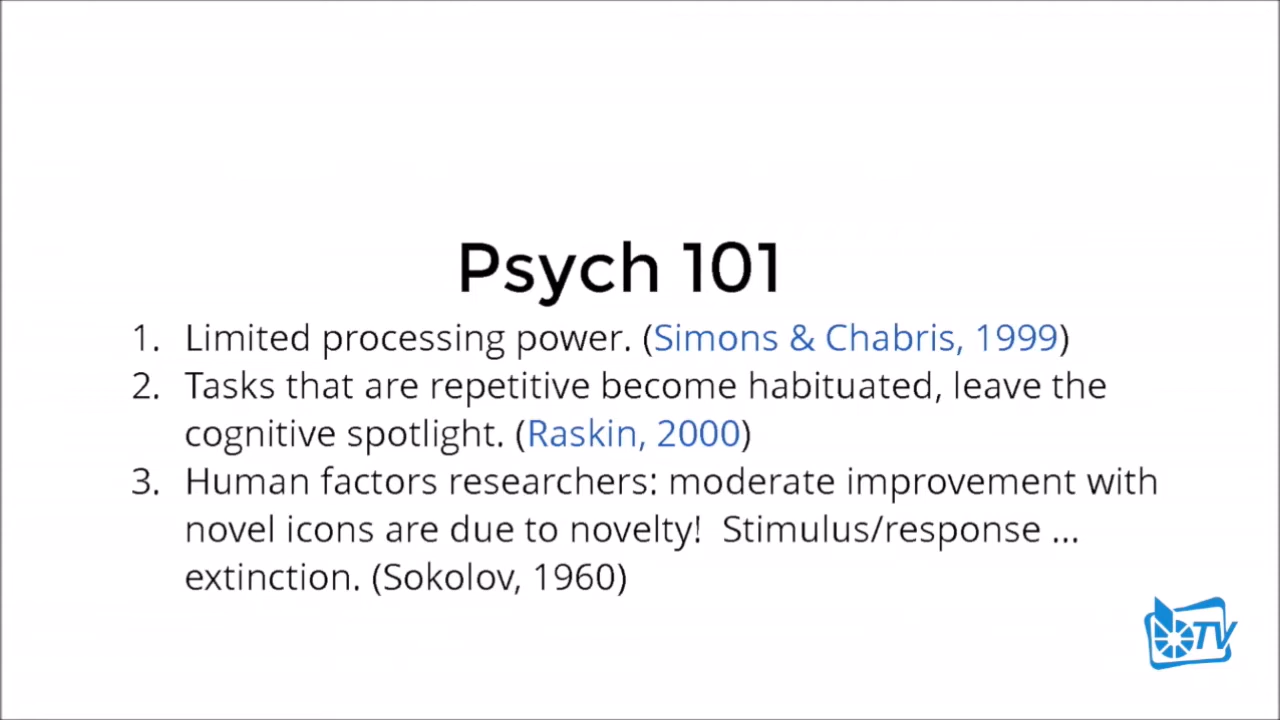 Psych 101
1. Limited processing power. (Simons & Chabris, 1999)
2. Tasks that are repetitive become habituated, leave the
cognitive spotlight. (Raskin, 2000)
3. Human factors researchers: moderate improvement with
novel icons are due to novelty!  Stimulus/response ...
extinction. (Sokolov, 1960)
TV